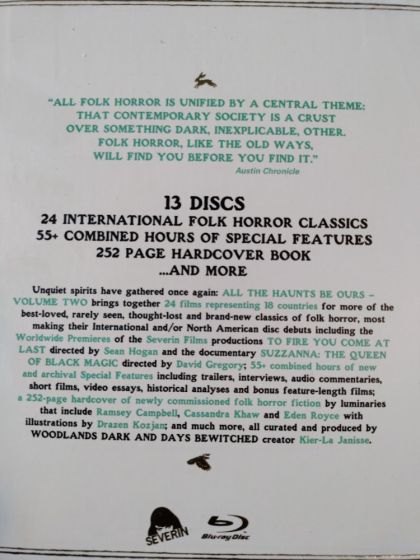 "ALL FOLK HORROR IS UNIFIED BY A CENTRAL THEME:
THAT CONTEMPORARY SOCIETY IS A CRUST
OVER SOMETHING DARK, INEXPLICABLE, OTHER.
FOLK HORROR, LIKE THE OLD WAYS,
WILL FIND YOU BEFORE YOU FIND IT."
Austin Chronicle
13 DISCS
24 INTERNATIONAL FOLK HORROR CLASSICS
55+ COMBINED HOURS OF SPECIAL FEATURES
252 PAGE HARDCOVER BOOK
...AND MORE
Unquiet spirits have gathered once again: ALL THE HAUNTS BE OURS –
VOLUME TWO brings together 24 films representing 18 countries for more of the
best-loved, rarely seen, thought-lost and brand-new classics of folk horror, most
making their International and/or North American disc debuts including the
Worldwide Premieres of the Severin Films productions TO FIRE YOU COME AT
LAST directed by Sean Hogan and the documentary SUZZANNA: THE QUEEN
OF BLACK MAGIC directed by David Gregory; 55+ combined hours of new
and archival Special Features including trailers, interviews, audio commentaries,
short films, video essays, historical analyses and bonus feature-length films;
a 252-page hardcover of newly commissioned folk horror fiction by luminaries
that include Ramsey Campbell, Cassandra Khaw and Eden Royce with
illustrations by Drazen Kozjan; and much more, all curated and produced by
WOODLANDS DARK AND DAYS BEWITCHED creator Kier-La Janisse.
SEVERIN
Blu-ray Disc